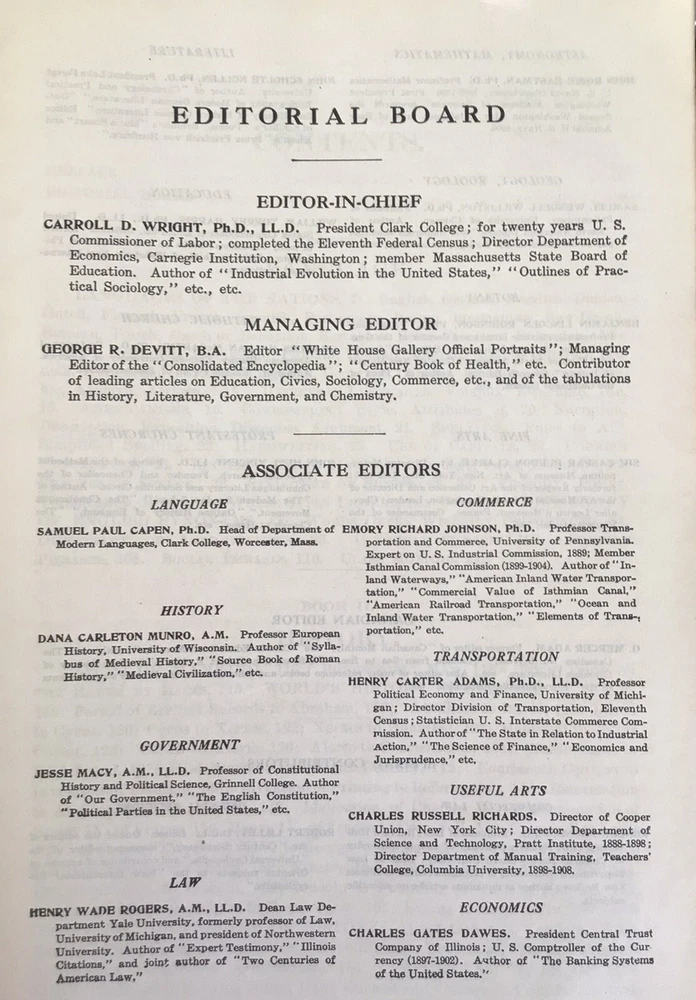 EDITORIAL BOARD
EDITOR-IN-CHIEF
CARROLL D. WRIGHT, Ph.D., LL.D. President Clark College; for twenty years U. S.
Commissioner of Labor; completed the Eleventh Federal Census; Director Department of
Economics, Carnegie Institution, Washington; member Massachusetts State Board of
Education. Author of "Industrial Evolution in the United States," "Outlines of Prac-
tical Sociology," etc., etc.
MANAGING EDITOR
GEORGE R. DEVITT, B.A. Editor "White House Gallery Official Portraits"; Managing
Editor of the "Consolidated Encyclopedia"; "Century Book of Health," etc. Contributor
of leading articles on Education, Civics, Sociology, Commerce, etc., and of the tabulations
in History, Literature, Government, and Chemistry.
ASSOCIATE EDITORS
LANGUAGE
SAMUEL PAUL CAPEN, Ph.D. Head of Department of
Modern Languages, Clark College, Worcester, Mass.
HISTORY
DANA CARLETON MUNRO, A.M. Professor European
History, University of Wisconsin. Author of "Sylla-
bus of Medieval History," "Source Book of Roman
History," "Medieval Civilization," etc.
GOVERNMENT
JESSE MACY, A.M., LL.D. Professor of Constitutional
History and Political Science, Grinnell College. Author
of "Our Government," "The English Constitution,"
"Political Parties in the United States," etc.
LAW
HENRY WADE ROGERS, A.M., LL.D. Dean Law De-
partment Yale University, formerly professor of Law,
University of Michigan, and president of Northwestern
University. Author of "Expert Testimony," "Illinois
Citations," and joint author of "Two Centuries of
American Law,"
COMMERCE
EMORY RICHARD JOHNSON, Ph.D. Professor Trans-
portation and Commerce, University of Pennsylvania.
Expert on U. S. Industrial Commission, 1889; Member
Isthmian Canal Commission (1899-1904). Author of "In-
land Waterways," "American Inland Water Transpor-
tation," "Commercial Value of Isthmian Canal,"
"American Railroad Transportation," "Ocean and
Inland Water Transportation," "Elements of Trans-
portation," etc.
TRANSPORTATION
HENRY CARTER ADAMS, Ph.D., LL.D. Professor
Political Economy and Finance, University of Michi-
gan; Director Division of Transportation, Eleventh
Census; Statistician U. S. Interstate Commerce Com-
mission. Author of "The State in Relation to Industrial
Action," "The Science of Finance," "Economics and
Jurisprudence," etc.
USEFUL ARTS
CHARLES RUSSELL RICHARDS. Director of Cooper
Union, New York City; Director Department of
Science and Technology, Pratt Institute, 1888-1898;
Director Department of Manual Training, Teachers'
College, Columbia University, 1898-1908.
ECONOMICS
CHARLES GATES DAWES. President Central Trust
Company of Illinois; U. S. Comptroller of the Cur
rency (1897-1902). Author of "The Banking Systems
of the United States."